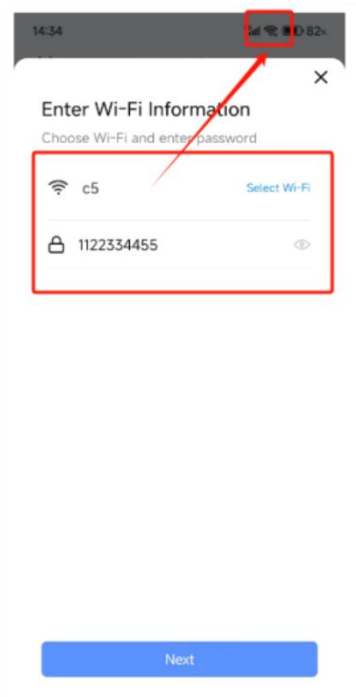 14:34 82%
Enter Wi-Fi Information
Choose Wi-Fi and enter password
c5 Select Wi-Fi
1122334455
Next